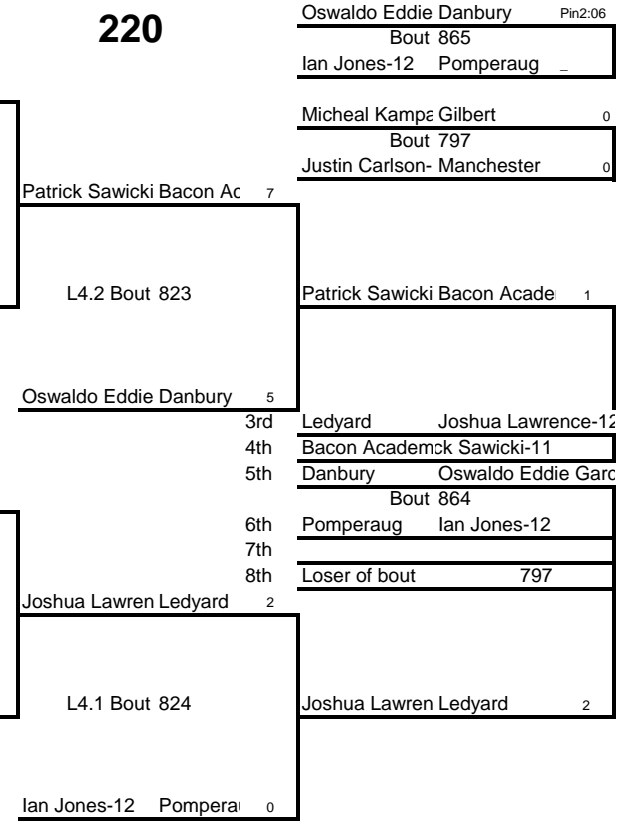 Oswaldo Eddie Danbury Pin2:06
220
Bout 865
Ian Jones-12 Pomperaug _
Micheal Kampa Gilbert 0
Bout 797
Justin Carlson- Manchester 0
Patrick Sawicki Bacon Ac 7
L4.2 Bout 823
Patrick Sawicki Bacon Acade 1
Oswaldo Eddie Danbury 5
3rd Ledyard Joshua Lawrence-12
4th Bacon Academ ck Sawicki-11
5th Danbury Oswaldo Eddie Garc
Bout 864
6th Pomperaug Ian Jones-12
7th
8th Loser of bout 797
Joshua Lawren Ledyard 2
L4.1 Bout 824
Joshua Lawren Ledyard 2
Ian Jones-12 Pompera 0